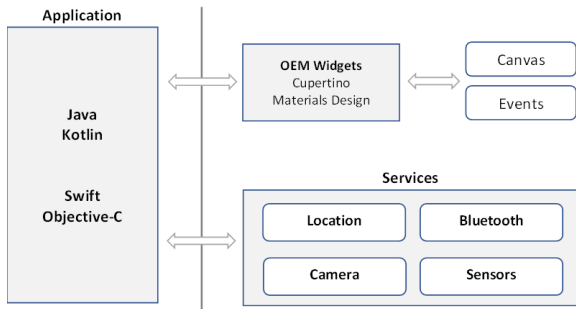 Application
Java
Kotlin
Swift
Objective-C
OEM Widgets
Cupertino
Materials Design
Canvas
Events
Services
Location
Bluetooth
Camera
Sensors